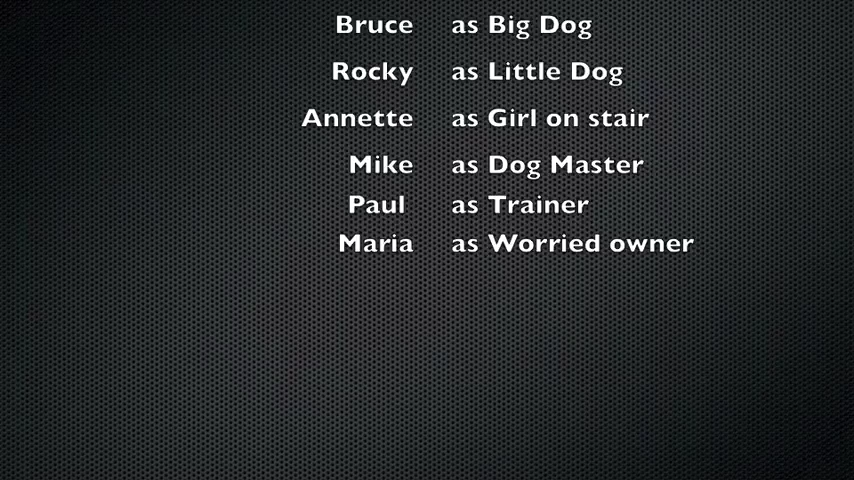 Bruce as Big Dog
Rocky as Little Dog
Annette as Girl on stair
Mike as Dog Master
Paul as Trainer
Maria as Worried owner